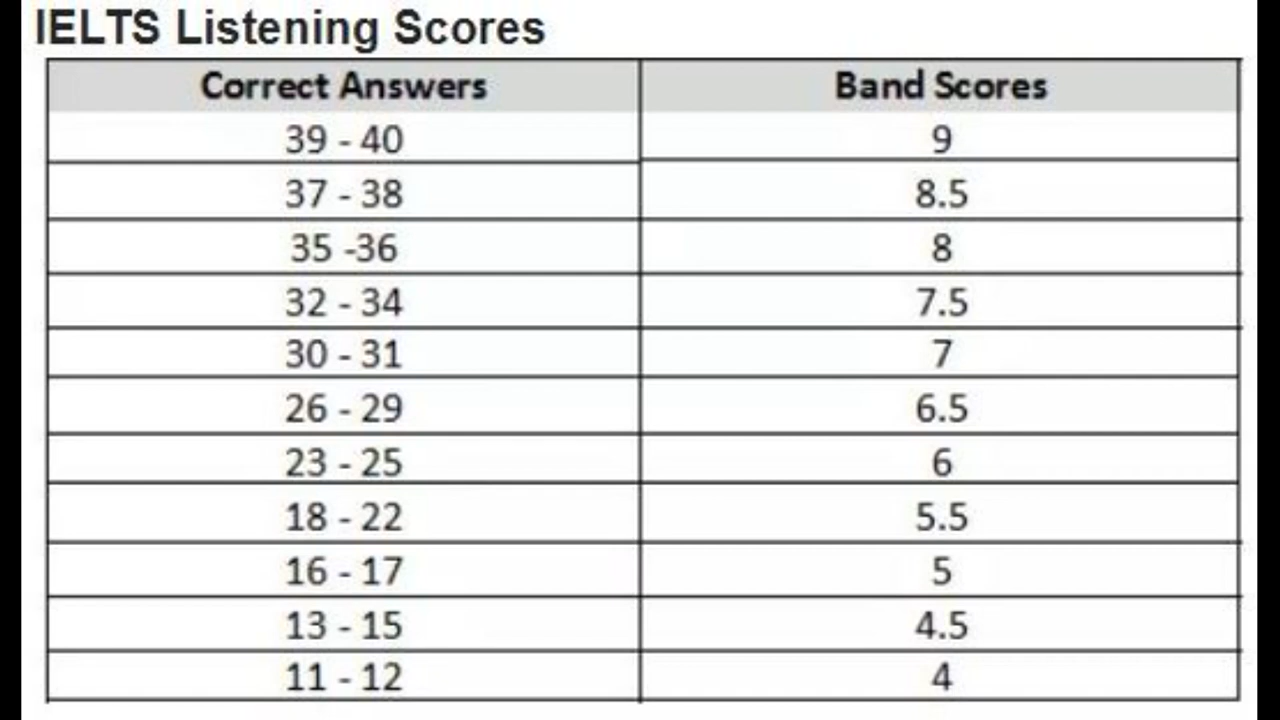 IELTS Listening Scores
Correct Answers Band Scores
39 - 40 9
37 - 38 8.5
35 -36 8
32 - 34 7.5
30 - 31 7
26 - 29 6.5
23 - 25 6
18 - 22 5.5
16 - 17 5
13 - 15 4.5
11 - 12 4